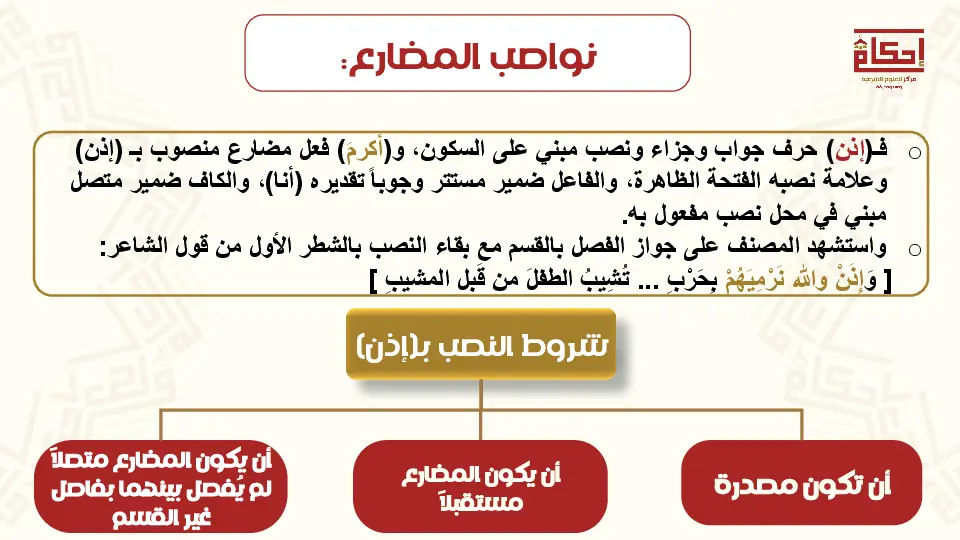 نواصب المضارع:
إحكام
مركز للعلوم الشرعية
فـ(إذن) حرف جواب وجزاء ونصب مبني على السكون، و(أكرمَ) فعل مضارع منصوب بـ (إذن)
وعلامة نصبه الفتحة الظاهرة، والفاعل ضمير مستتر وجوباً تقديره (أنا)، والكاف ضمير متصل
مبني في محل نصب مفعول به.
واستشهد المصنف على جواز الفصل بالقسم مع بقاء النصب بالشطر الأول من قول الشاعر:
[ وَإِذَنْ والله نَرْمِيَهُمْ بِحَرْبٍ ... تُشِيبُ الطفلَ من قَبلِ المشيبِ ]
شروط النصب بـ(إذن)
أن تكون مصدرة
أن يكون المضارع
مستقبلاً
أن يكون المضارع متصلاً
لم يُفصل بينهما بفاصل
غير القسم